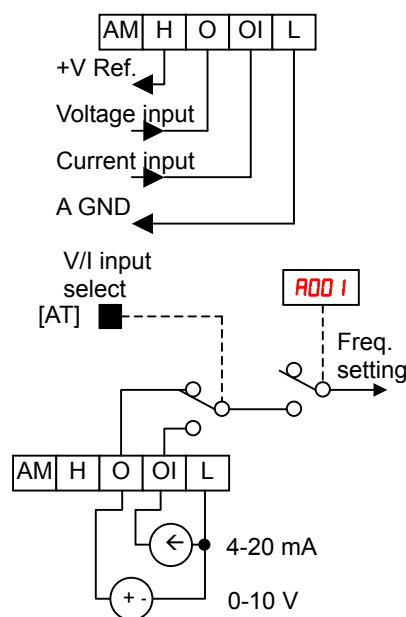 AM H O OI L
+V Ref.
Voltage input
Current input
A GND
V/I input
select
[AT]
A001
Freq.
setting
AM H O OI L
4-20 mA
+ -
0-10 V